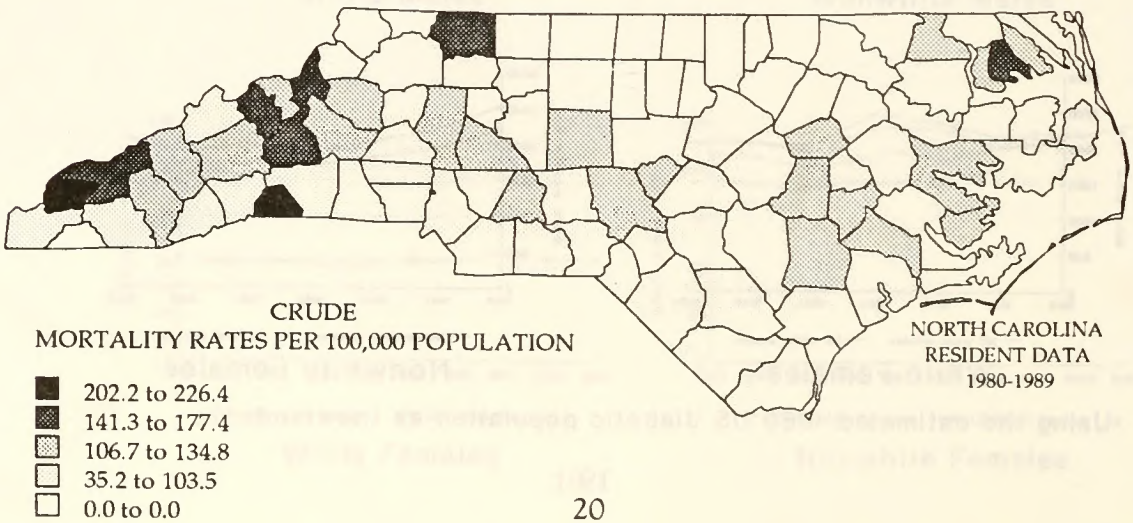 CRUDE
MORTALITY RATES PER 100,000 POPULATION
202.2 to 226.4
141.3 to 177.4
106.7 to 134.8
35.2 to 103.5
0.0 to 0.0
NORTH CAROLINA
RESIDENT DATA
1980-1989
20